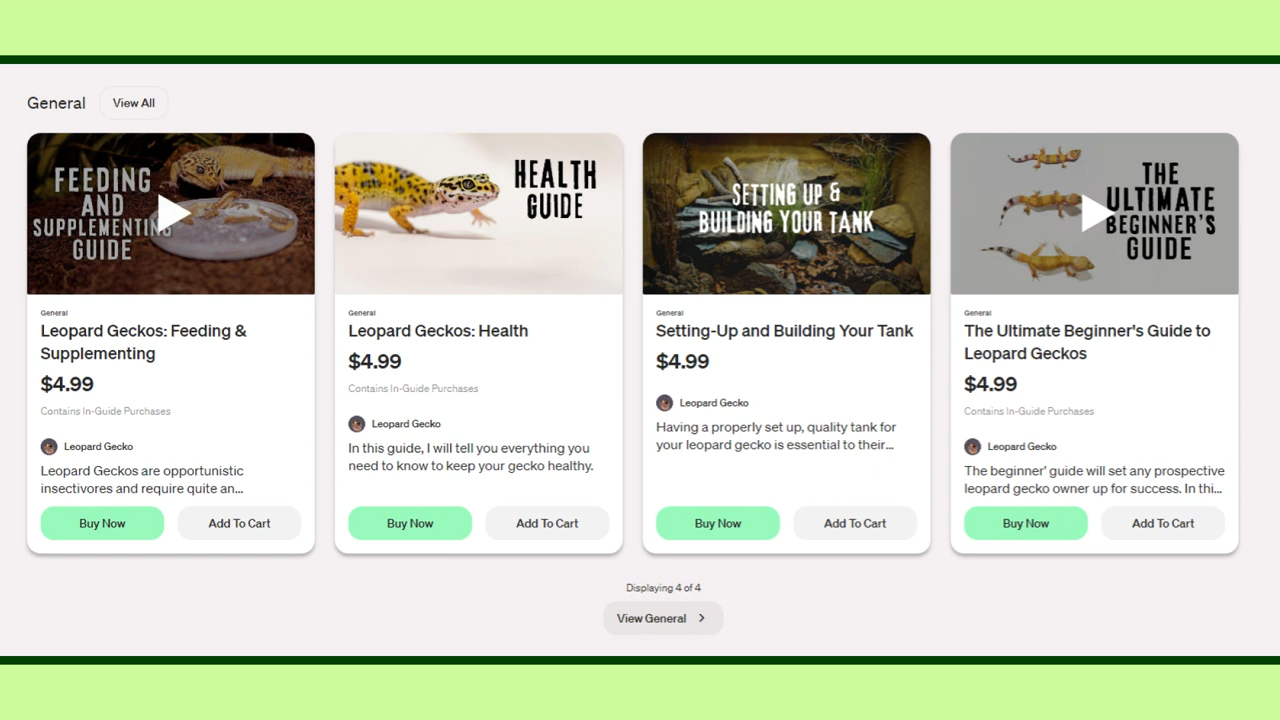 General
View All
FEEDING
AND
SUPPLEMENTING
GUIDE
General
Leopard Geckos: Feeding &
Supplementing
$4.99
Contains In-Guide Purchases
Leopard Gecko
Leopard Geckos are opportunistic
insectivores and require quite an...
Buy Now
Add To Cart
HEALTH
GUIDE
General
Leopard Geckos: Health
$4.99
Contains In-Guide Purchases
Leopard Gecko
In this guide, I will tell you everything you
need to know to keep your gecko healthy.
Buy Now
Add To Cart
SETTING UP &
BUILDING YOUR TANK
General
Setting-Up and Building Your Tank
$4.99
Leopard Gecko
Having a properly set up, quality tank for
your leopard gecko is essential to their...
Buy Now
Add To Cart
THE
ULTIMATE
BEGINNER'S
GUIDE
General
The Ultimate Beginner's Guide to
Leopard Geckos
$4.99
Contains In-Guide Purchases
Leopard Gecko
The beginner' guide will set any prospective
leopard gecko owner up for success. In thi...
Buy Now
Add To Cart
Displaying 4 of 4
View General